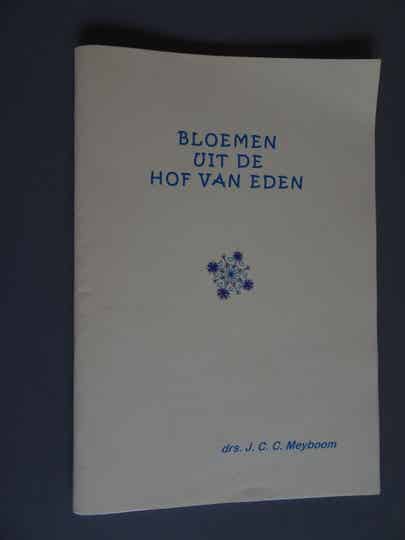 BLOEMEN
UIT DE
HOF VAN EDEN
drs. J. C. C. Meyboom